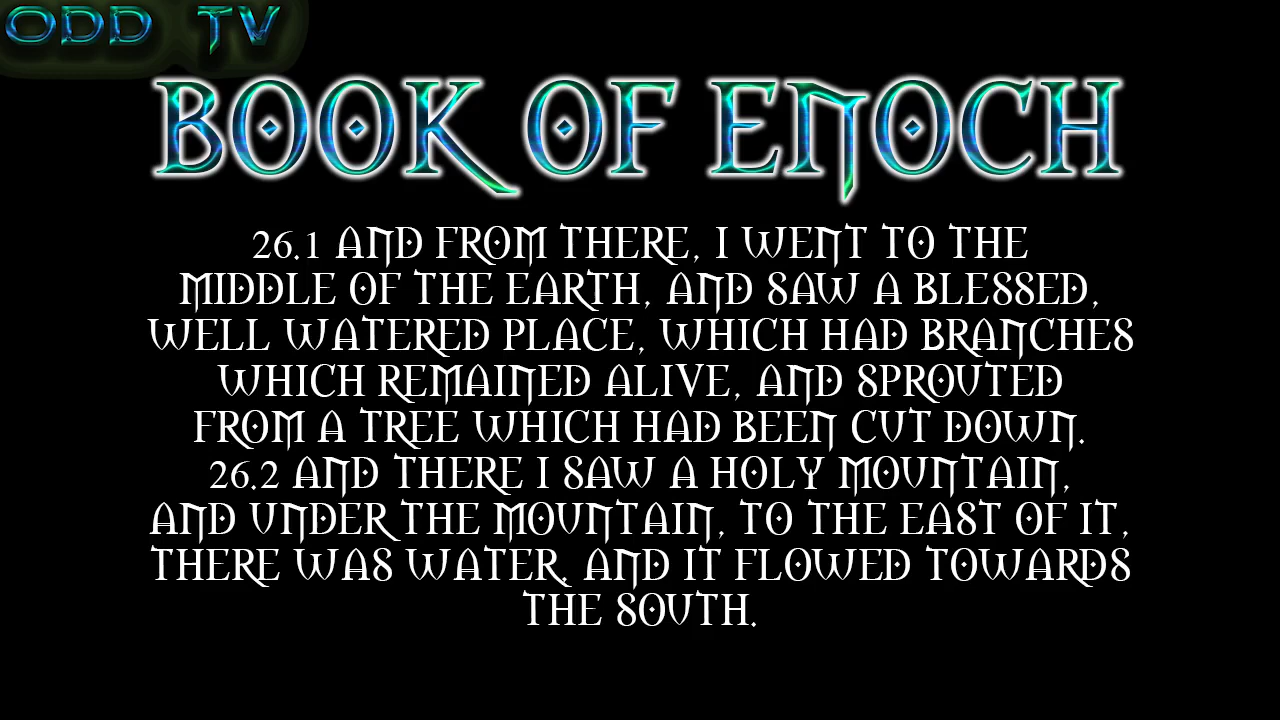 ODD TV
BOOK OF ENOCH
26.1 AND FROM THERE, I WENT TO THE
MIDDLE OF THE EARTH, AND SAW A BLESSED,
WELL WATERED PLACE, WHICH HAD BRANCHES
WHICH REMAINED ALIVE, AND SPROUTED
FROM A TREE WHICH HAD BEEN CUT DOWN.
26.2 AND THERE I SAW A HOLY MOUNTAIN,
AND UNDER THE MOUNTAIN, TO THE EAST OF IT,
THERE WAS WATER, AND IT FLOWED TOWARDS
THE SOUTH.